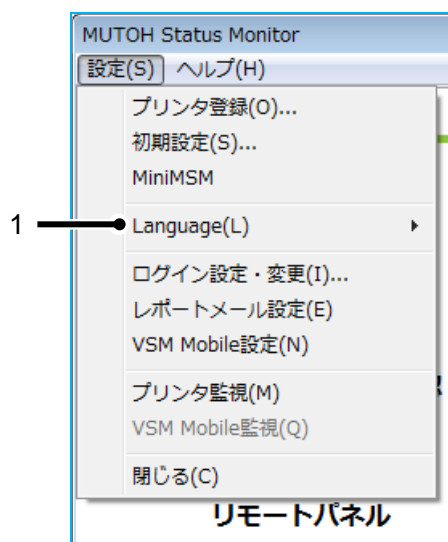 MUTOH Status Monitor
設定(S) ヘルプ(H)
プリンタ登録(O)...
初期設定(S)...
MiniMSM
1
Language(L)
ログイン設定・変更(I)...
レポートメール設定(E)
VSM Mobile設定(N)
プリンタ監視(M)
VSM Mobile監視(Q)
閉じる(C)
リモートパネル